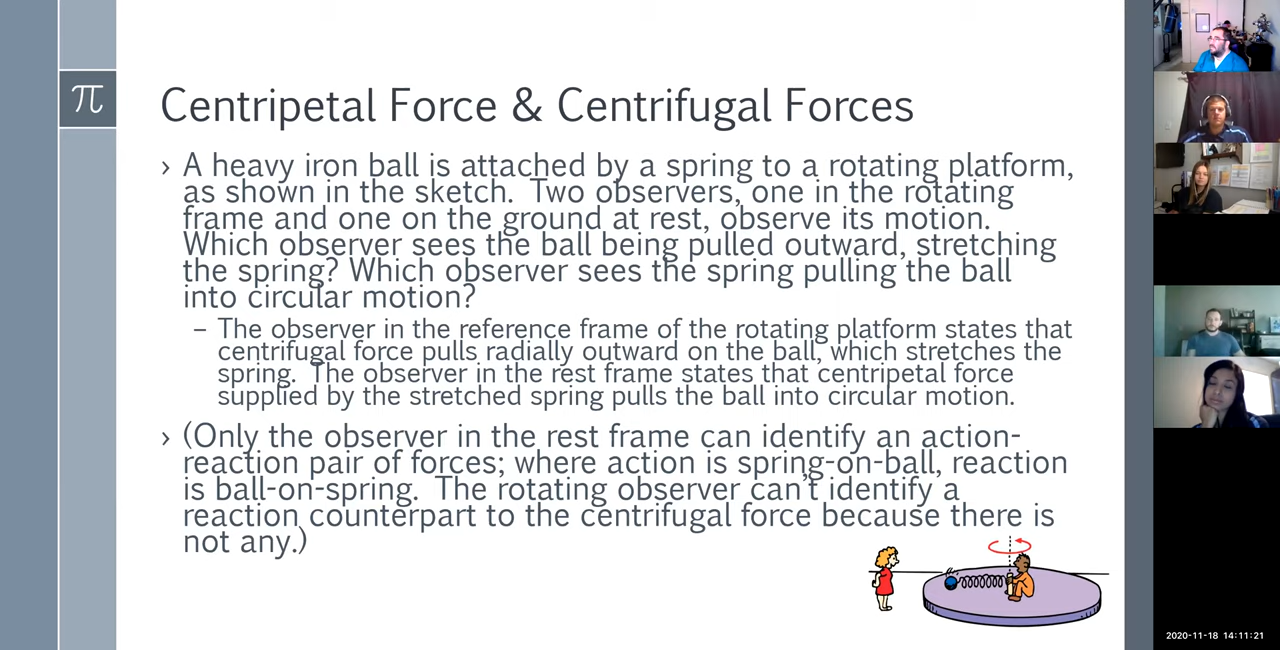 π
Centripetal Force & Centrifugal Forces
› A heavy iron ball is attached by a spring to a rotating platform,
as shown in the sketch. Two observers, one in the rotating
frame and one on the ground at rest, observe its motion.
Which observer sees the ball being pulled outward, stretching
the spring? Which observer sees the spring pulling the ball
into circular motion?
– The observer in the reference frame of the rotating platform states that
centrifugal force pulls radially outward on the ball, which stretches the
spring. The observer in the rest frame states that centripetal force
supplied by the stretched spring pulls the ball into circular motion.
› (Only the observer in the rest frame can identify an action-
reaction pair of forces; where action is spring-on-ball, reaction
is ball-on-spring. The rotating observer can't identify a
reaction counterpart to the centrifugal force because there is
not any.)
2020-11-18 14:11:21